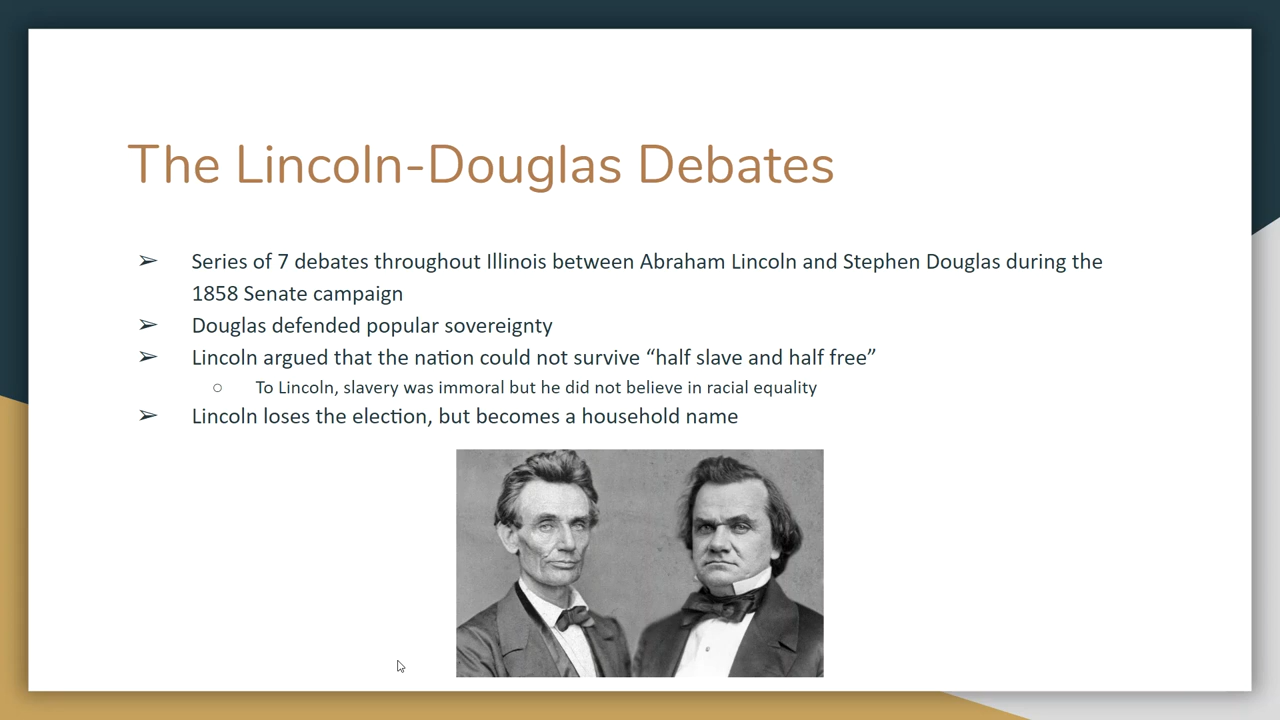 The Lincoln-Douglas Debates
➢ Series of 7 debates throughout Illinois between Abraham Lincoln and Stephen Douglas during the
1858 Senate campaign
➢ Douglas defended popular sovereignty
➢ Lincoln argued that the nation could not survive “half slave and half free”
○ To Lincoln, slavery was immoral but he did not believe in racial equality
➢ Lincoln loses the election, but becomes a household name